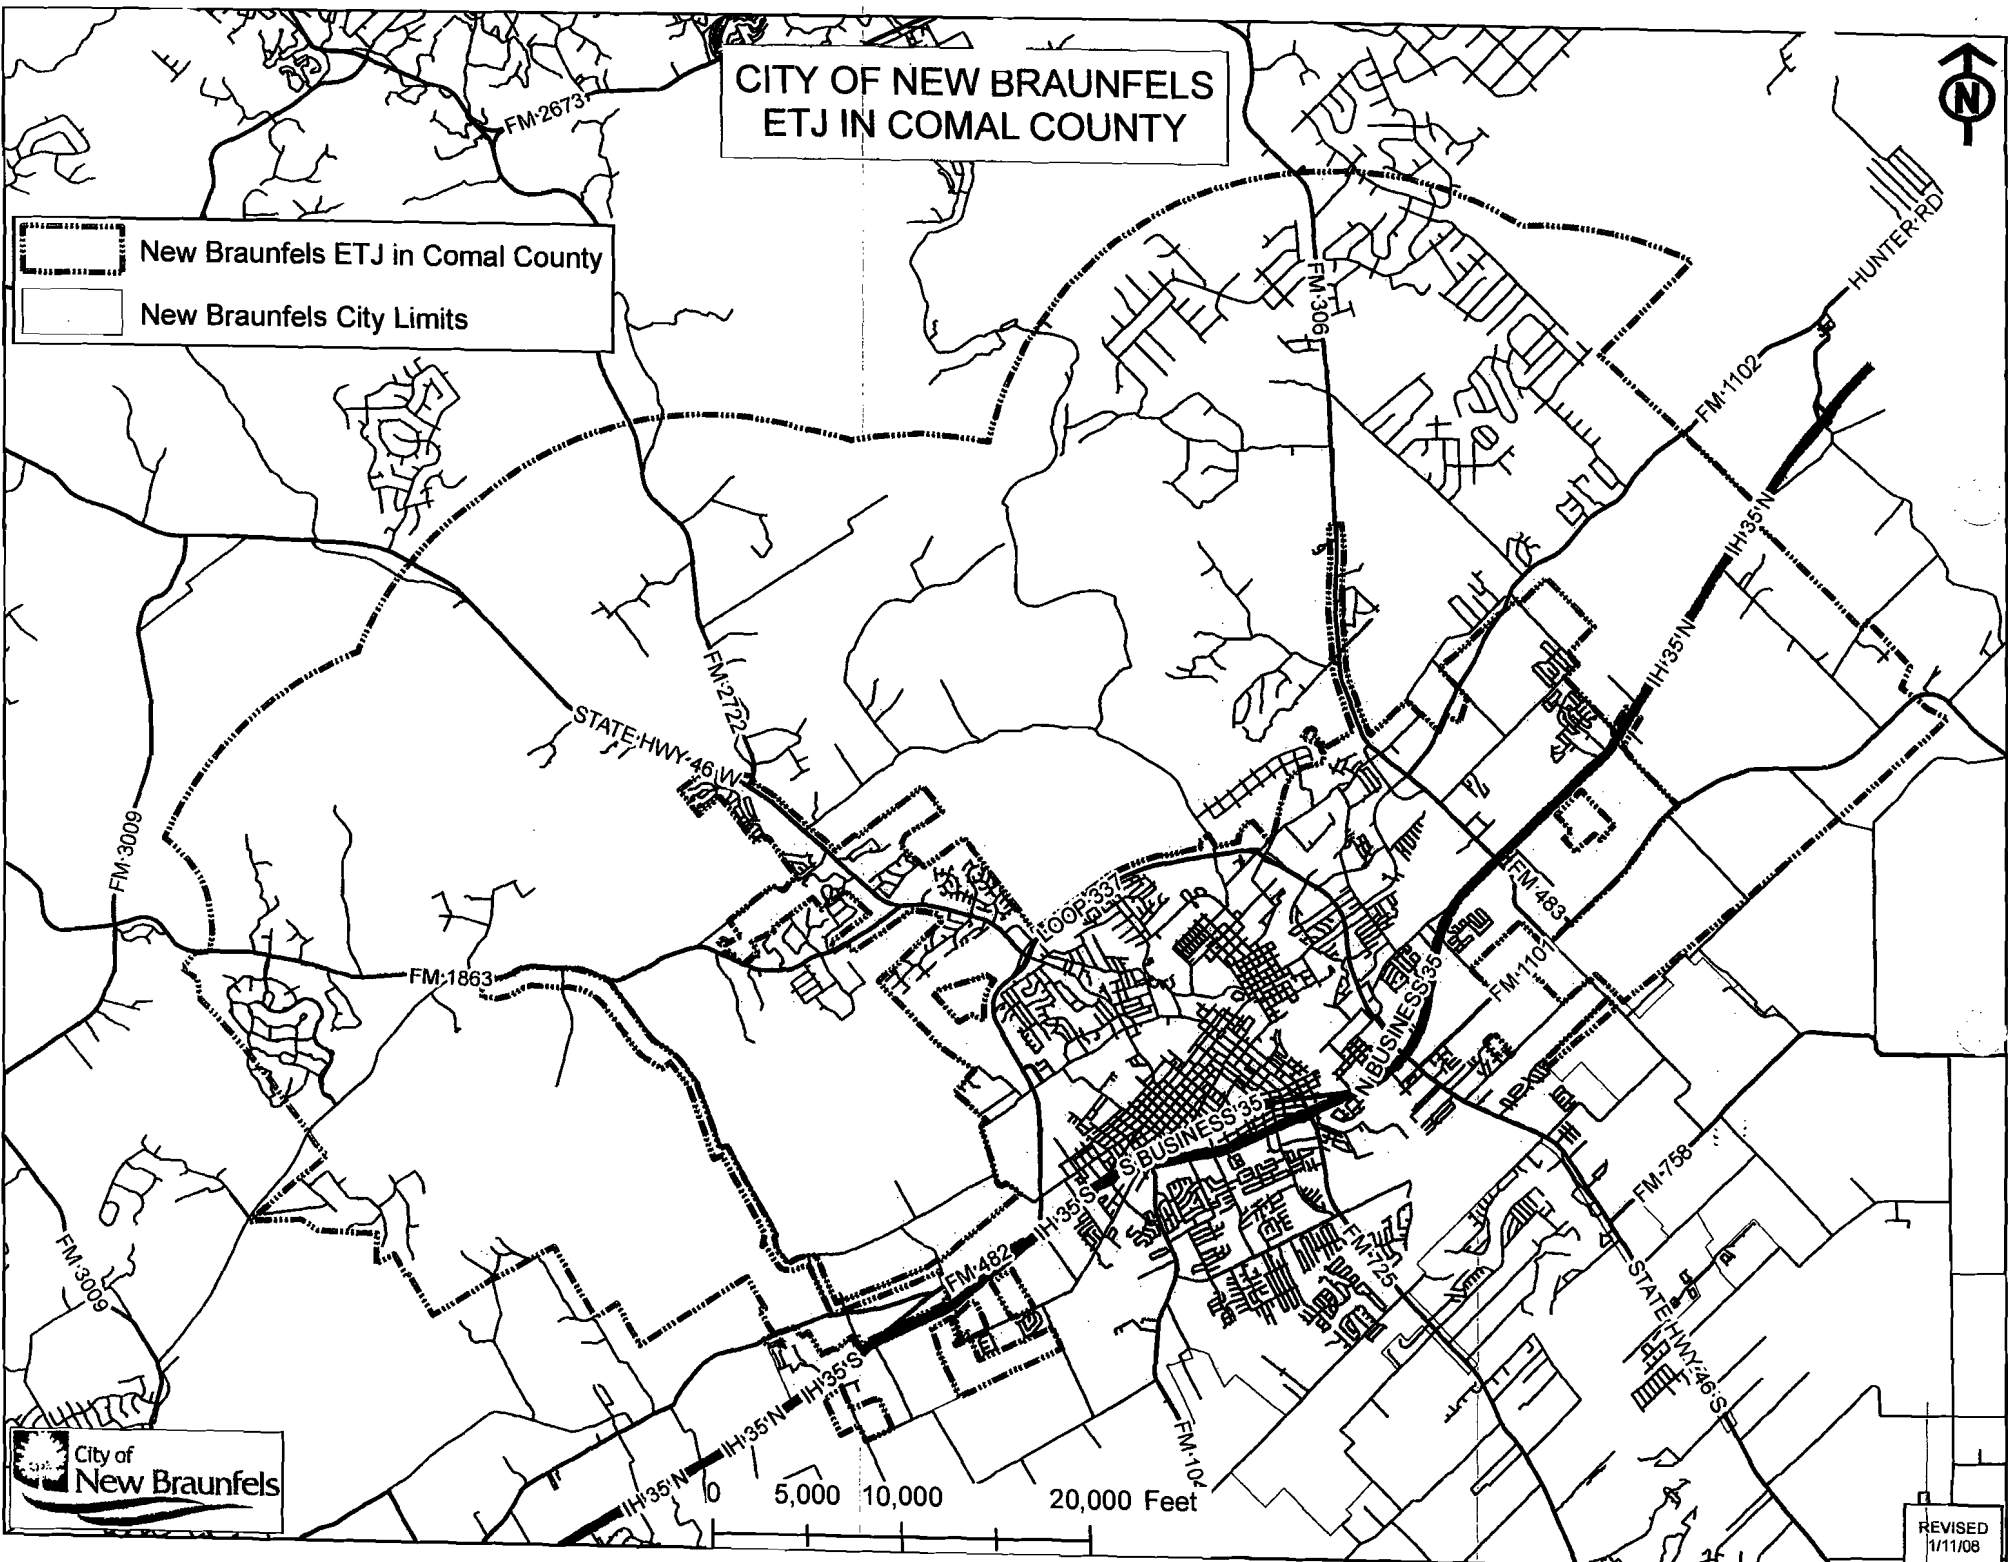 CITY OF NEW BRAUNFELS
ETJ IN COMAL COUNTY
N
New Braunfels ETJ in Comal County
New Braunfels City Limits
FM 2673
HUNTER RD
FM 306
FM 1102
IH 35 N
IH 35 N
FM 2722
STATE HWY 46 W
FM 3009
LOOP 337
FM 483
FM 1101
FM 1863
N BUSINESS 35
S BUSINESS 35
FM 758
IH 35 S
FM 725
FM 482
FM 3009
STATE HWY 46 S
IH 35 S
IH 35 N
IH 35 N
City of
New Braunfels
0 5,000 10,000 20,000 Feet
REVISED
1/11/08